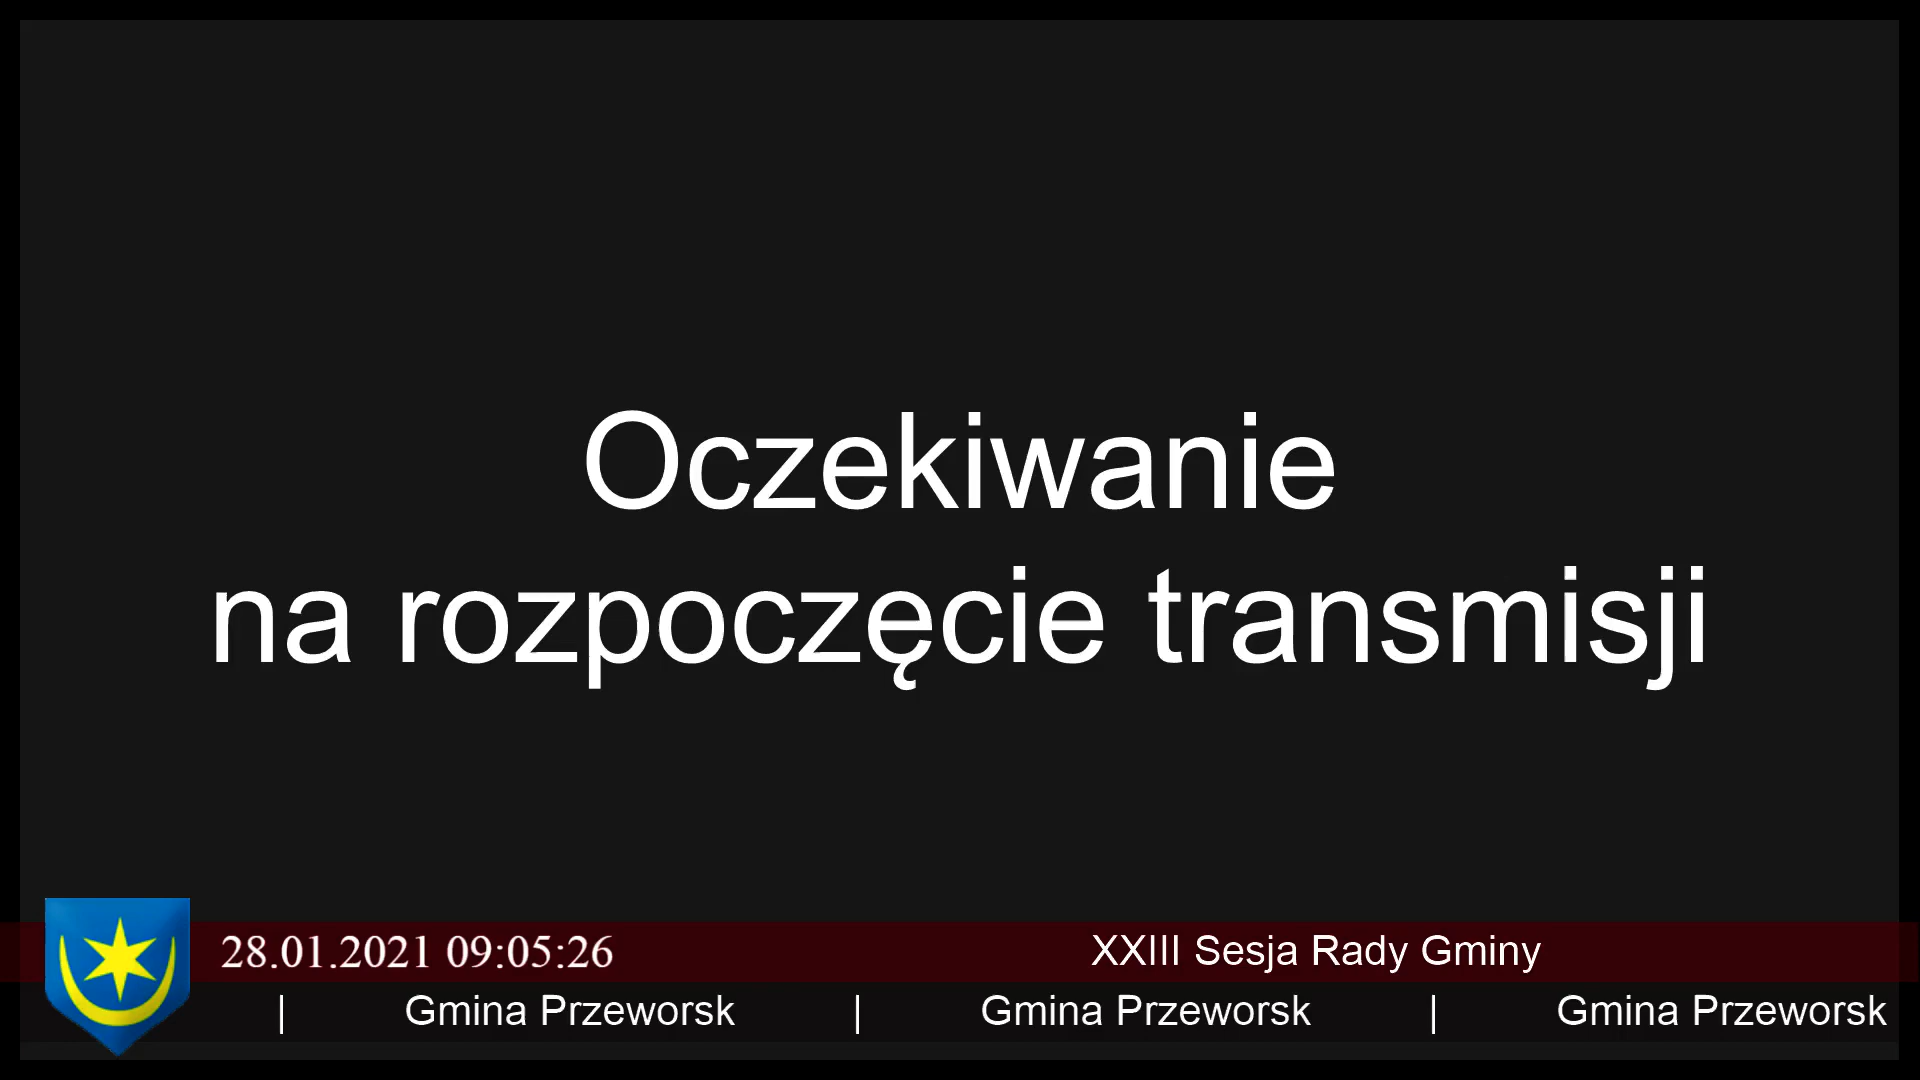 Oczekiwanie
na rozpoczęcie transmisji
28.01.2021 09:05:26 XXIII Sesja Rady Gminy
| Gmina Przeworsk | Gmina Przeworsk | Gmina Przeworsk